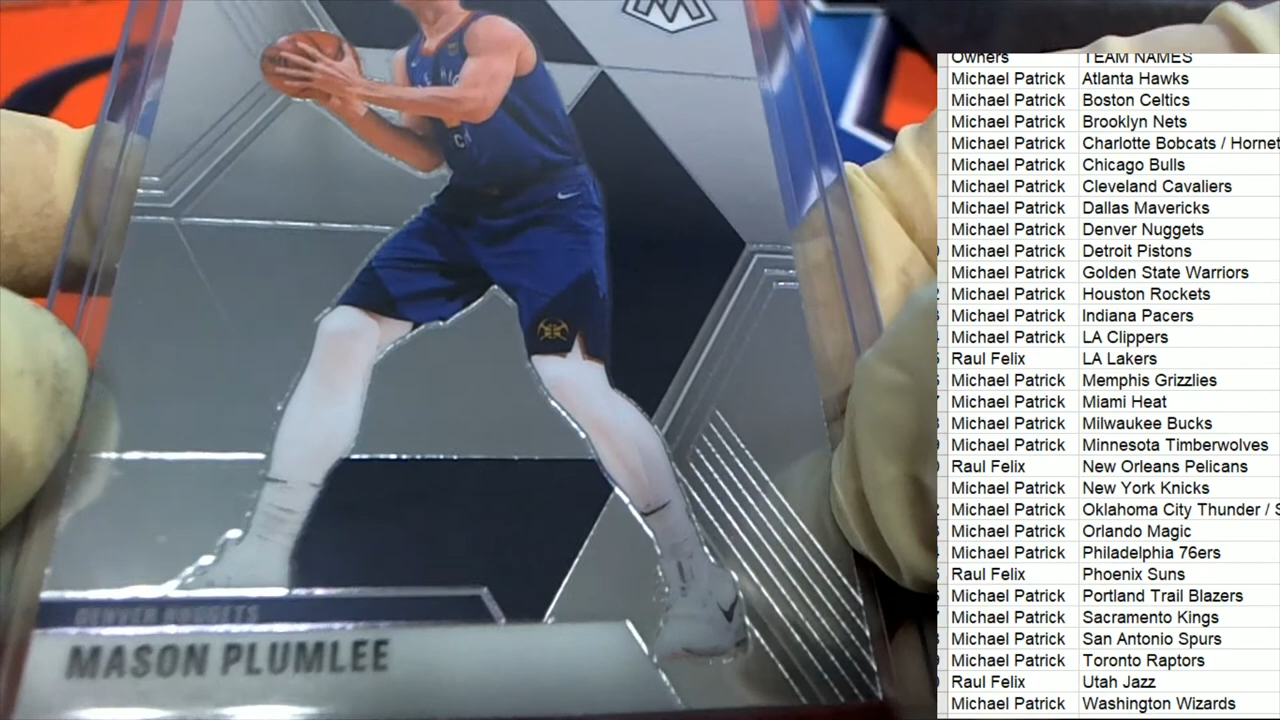 DENVER NUGGETS
MASON PLUMLEE
Owners TEAM NAMES
Michael Patrick Atlanta Hawks
Michael Patrick Boston Celtics
Michael Patrick Brooklyn Nets
Michael Patrick Charlotte Bobcats / Hornet
Michael Patrick Chicago Bulls
Michael Patrick Cleveland Cavaliers
Michael Patrick Dallas Mavericks
Michael Patrick Denver Nuggets
Michael Patrick Detroit Pistons
Michael Patrick Golden State Warriors
Michael Patrick Houston Rockets
Michael Patrick Indiana Pacers
Michael Patrick LA Clippers
Raul Felix LA Lakers
Michael Patrick Memphis Grizzlies
Michael Patrick Miami Heat
Michael Patrick Milwaukee Bucks
Michael Patrick Minnesota Timberwolves
Raul Felix New Orleans Pelicans
Michael Patrick New York Knicks
Michael Patrick Oklahoma City Thunder / S
Michael Patrick Orlando Magic
Michael Patrick Philadelphia 76ers
Raul Felix Phoenix Suns
Michael Patrick Portland Trail Blazers
Michael Patrick Sacramento Kings
Michael Patrick San Antonio Spurs
Michael Patrick Toronto Raptors
Raul Felix Utah Jazz
Michael Patrick Washington Wizards